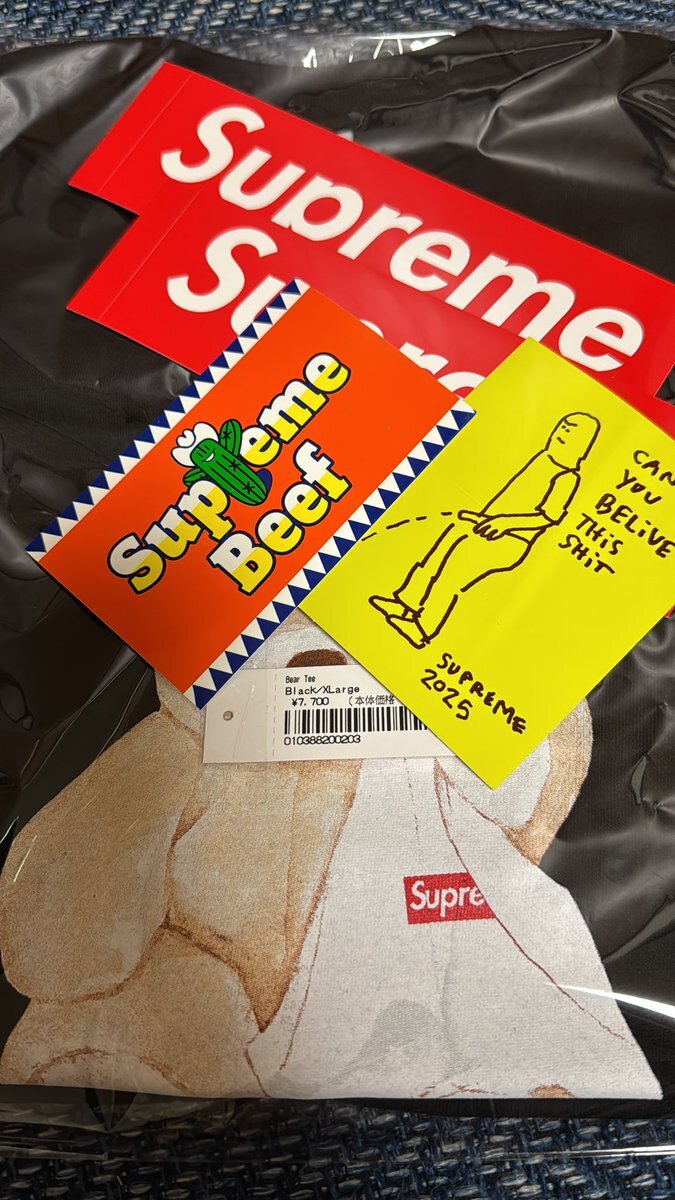 Supreme
Supreme
Supreme
Beef
CAN
YOU
BELIVE
THIS
SHiT
SUPREME
2025
Bear Tee
Black/XLarge
¥7,700 (本体価格
010388200203
Supre